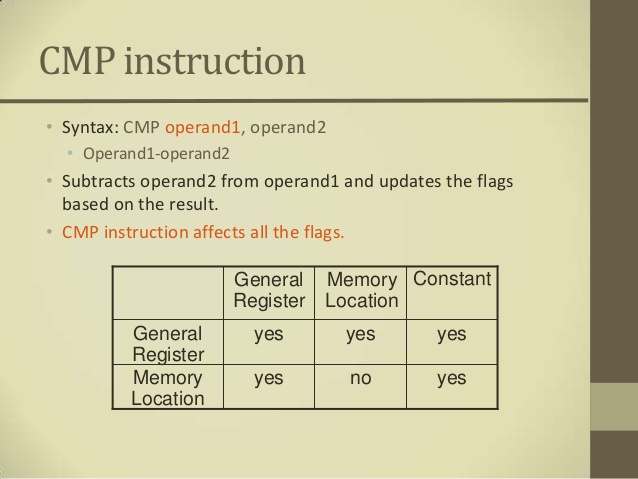 CMP instruction
• Syntax: CMP operand1, operand2
• Operand1-operand2
• Subtracts operand2 from operand1 and updates the flags
based on the result.
• CMP instruction affects all the flags.
General Register Memory Location Constant
General Register yes yes yes
Memory Location yes no yes